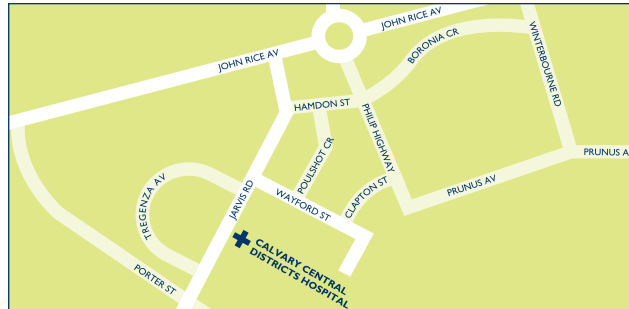 JOHN RICE AV
JOHN RICE AV
BORONIA CR
WINTERBOURNE RD
HAMDON ST
PHILIP HIGHWAY
POULSHOT CR
PRUNUS A
PRUNUS AV
CLAPTON ST
WAYFORD ST
JARVIS RD
TREGENZA AV
PORTER ST
CALVARY CENTRAL
DISTRICTS HOSPITAL